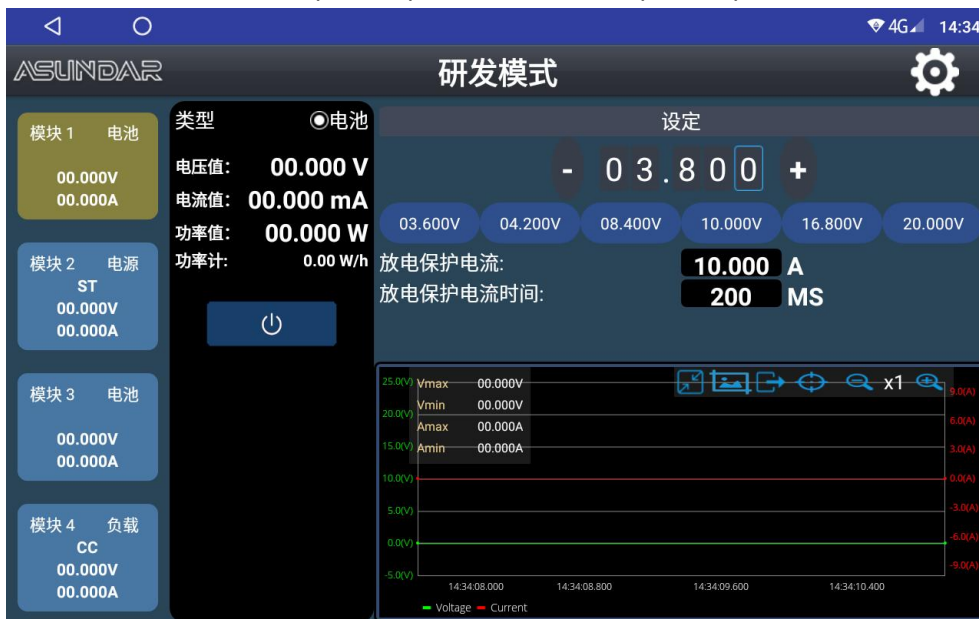 4G 14:34
ASUNDAR
研发模式
模块 1 电池
00.000V
00.000A
模块 2 电源
ST
00.000V
00.000A
模块 3 电池
00.000V
00.000A
模块 4 负载
CC
00.000V
00.000A
类型 电池
电压值: 00.000 V
电流值: 00.000 mA
功率值: 00.000 W
功率计: 0.00 W/h
设定
- 03.800 +
03.600V 04.200V 08.400V 10.000V 16.800V 20.000V
放电保护电流: 10.000 A
放电保护电流时间: 200 MS
x1
Vmax 00.000V
Vmin 00.000V
Amax 00.000A
Amin 00.000A
25.0(V)
20.0(V)
15.0(V)
10.0(V)
5.0(V)
0.0(V)
-5.0(V)
9.0(A)
6.0(A)
3.0(A)
0.0(A)
-3.0(A)
-6.0(A)
-9.0(A)
14:34:08.000 14:34:08.800 14:34:09.600 14:34:10.400
Voltage Current